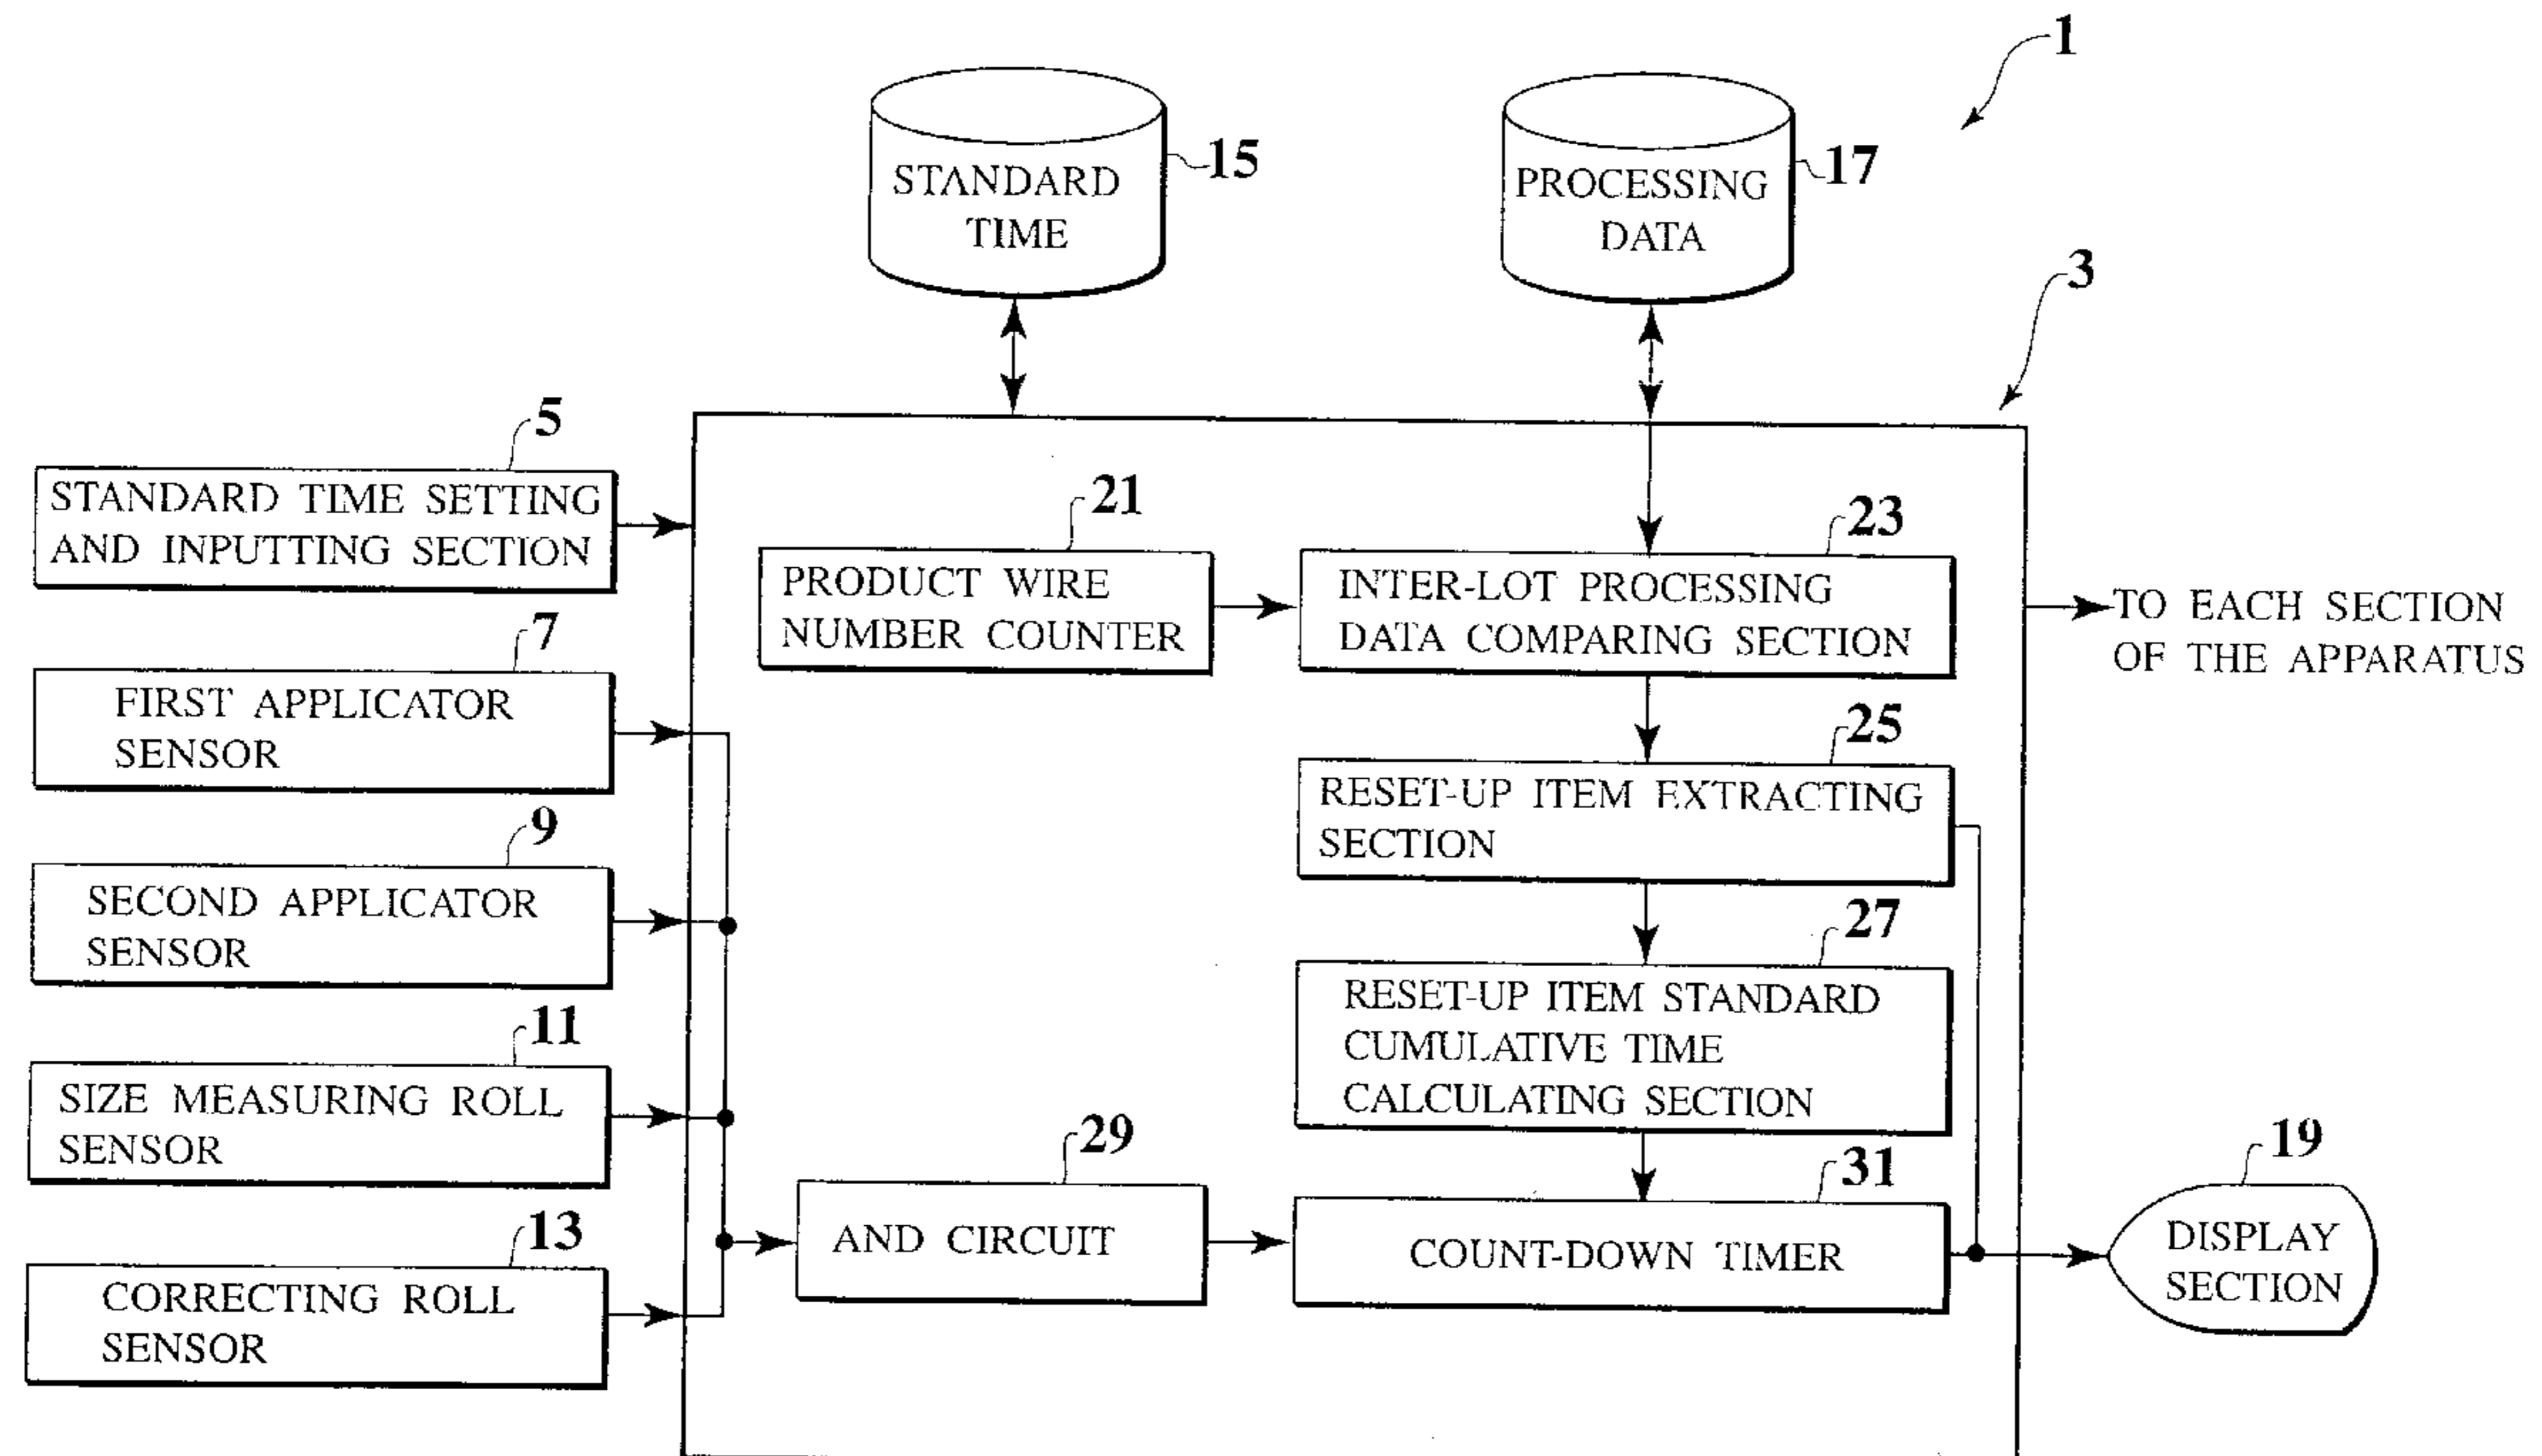 1
STANDARD
TIME
15
PROCESSING
DATA
17
3
5
STANDARD TIME SETTING
AND INPUTTING SECTION
7
FIRST APPLICATOR
SENSOR
9
SECOND APPLICATOR
SENSOR
11
SIZE MEASURING ROLL
SENSOR
13
CORRECTING ROLL
SENSOR
21
PRODUCT WIRE
NUMBER COUNTER
23
INTER-LOT PROCESSING
DATA COMPARING SECTION
TO EACH SECTION
OF THE APPARATUS
25
RESET-UP ITEM EXTRACTING
SECTION
27
RESET-UP ITEM STANDARD
CUMULATIVE TIME
CALCULATING SECTION
29
AND CIRCUIT
31
COUNT-DOWN TIMER
19
DISPLAY
SECTION